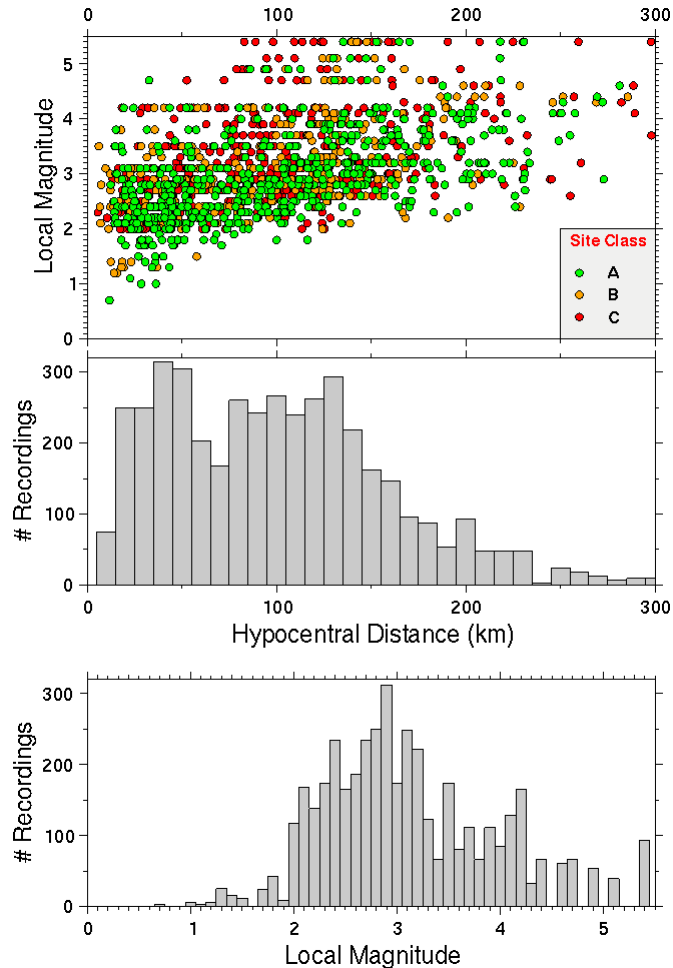 0 100 200 300
5
4
3
2
1
0
Local Magnitude
Site Class
A
B
C
300
200
100
0
# Recordings
0 100 200 300
Hypocentral Distance (km)
300
200
100
0
# Recordings
0 1 2 3 4 5
Local Magnitude